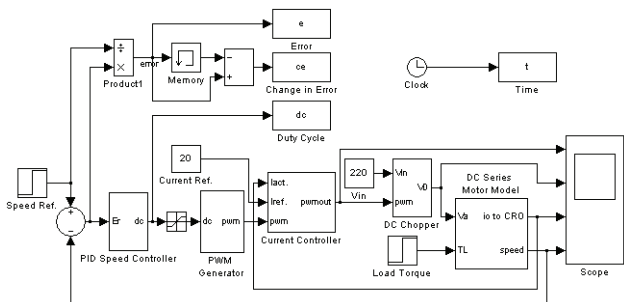 e
Error
÷
×
Product1
error
Memory
−
+
ce
Change in Error
Clock
t
Time
dc
Duty Cycle
20
Current Ref.
Iact.
Iref.
pwm
pwmout
Current Controller
220
Vin
Vin
pwm
V0
DC Chopper
DC Series
Motor Model
Va
TL
io to CRO
speed
Scope
Speed Ref.
+
−
Er
dc
PID Speed Controller
dc
pwm
PWM
Generator
Load Torque